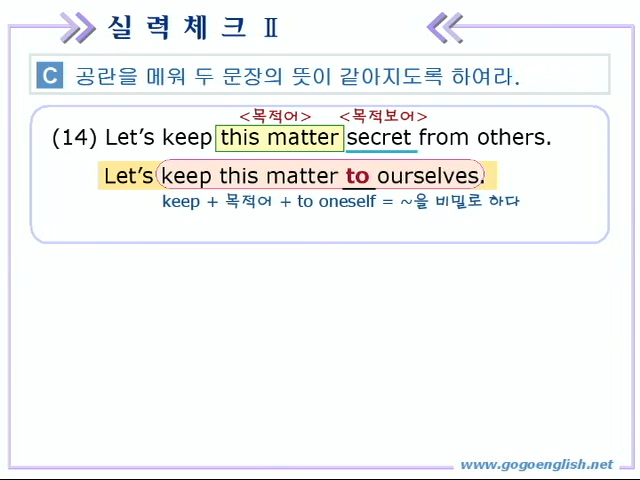 실 력 체 크 Ⅱ
C 공란을 메워 두 문장의 뜻이 같아지도록 하여라.
<목적어> <목적보어>
(14) Let's keep this matter secret from others.
Let's keep this matter to ourselves.
keep + 목적어 + to oneself = ~을 비밀로 하다
www.gogoenglish.net